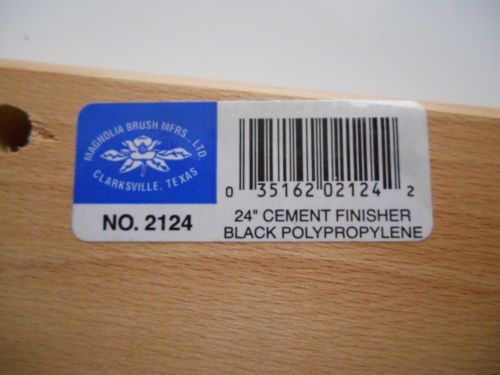 MAGNOLIA BRUSH MFRS., LTD.
CLARKSVILLE, TEXAS
NO. 2124
0 35162 02124 2
24" CEMENT FINISHER
BLACK POLYPROPYLENE